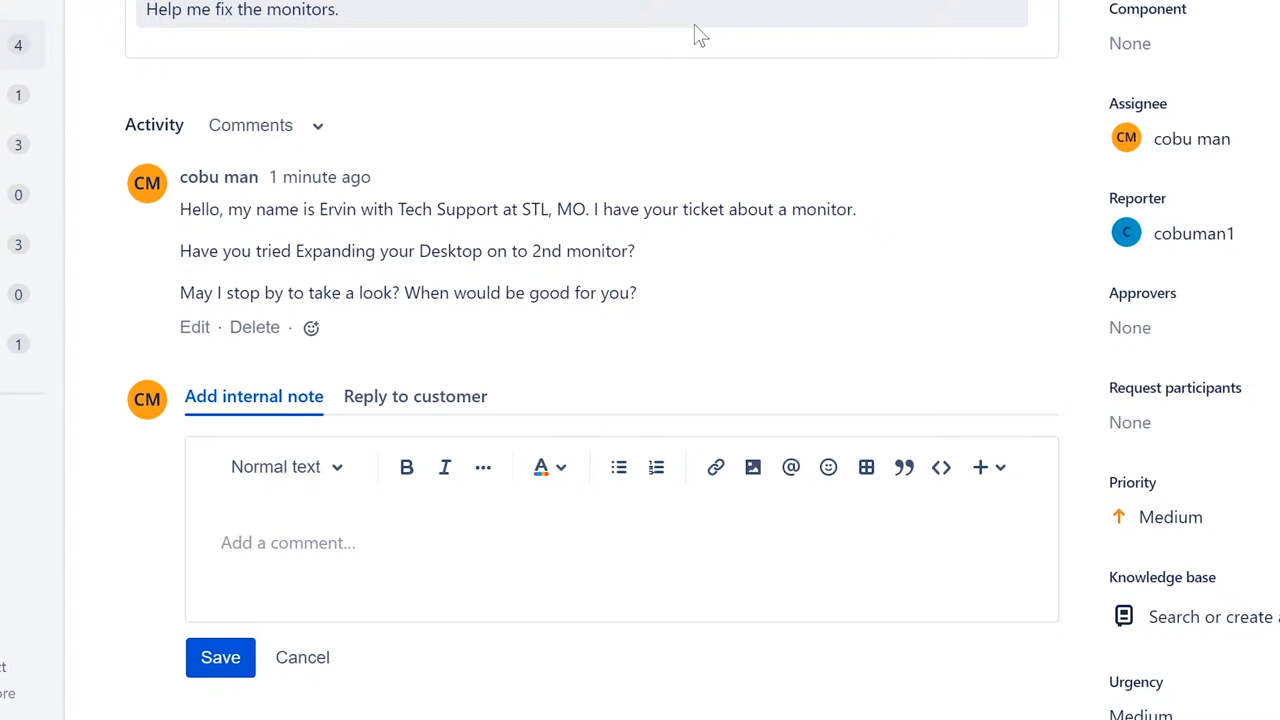 Help me fix the monitors.
4
1
3
0
3
0
1
Activity Comments
CM cobu man 1 minute ago
Hello, my name is Ervin with Tech Support at STL, MO. I have your ticket about a monitor.
Have you tried Expanding your Desktop on to 2nd monitor?
May I stop by to take a look? When would be good for you?
Edit · Delete ·
CM Add internal note Reply to customer
Normal text B I ... A @
Add a comment...
Save Cancel
Component
None
Assignee
CM cobu man
Reporter
C cobuman1
Approvers
None
Request participants
None
Priority
Medium
Knowledge base
Search or create
Urgency
Medium